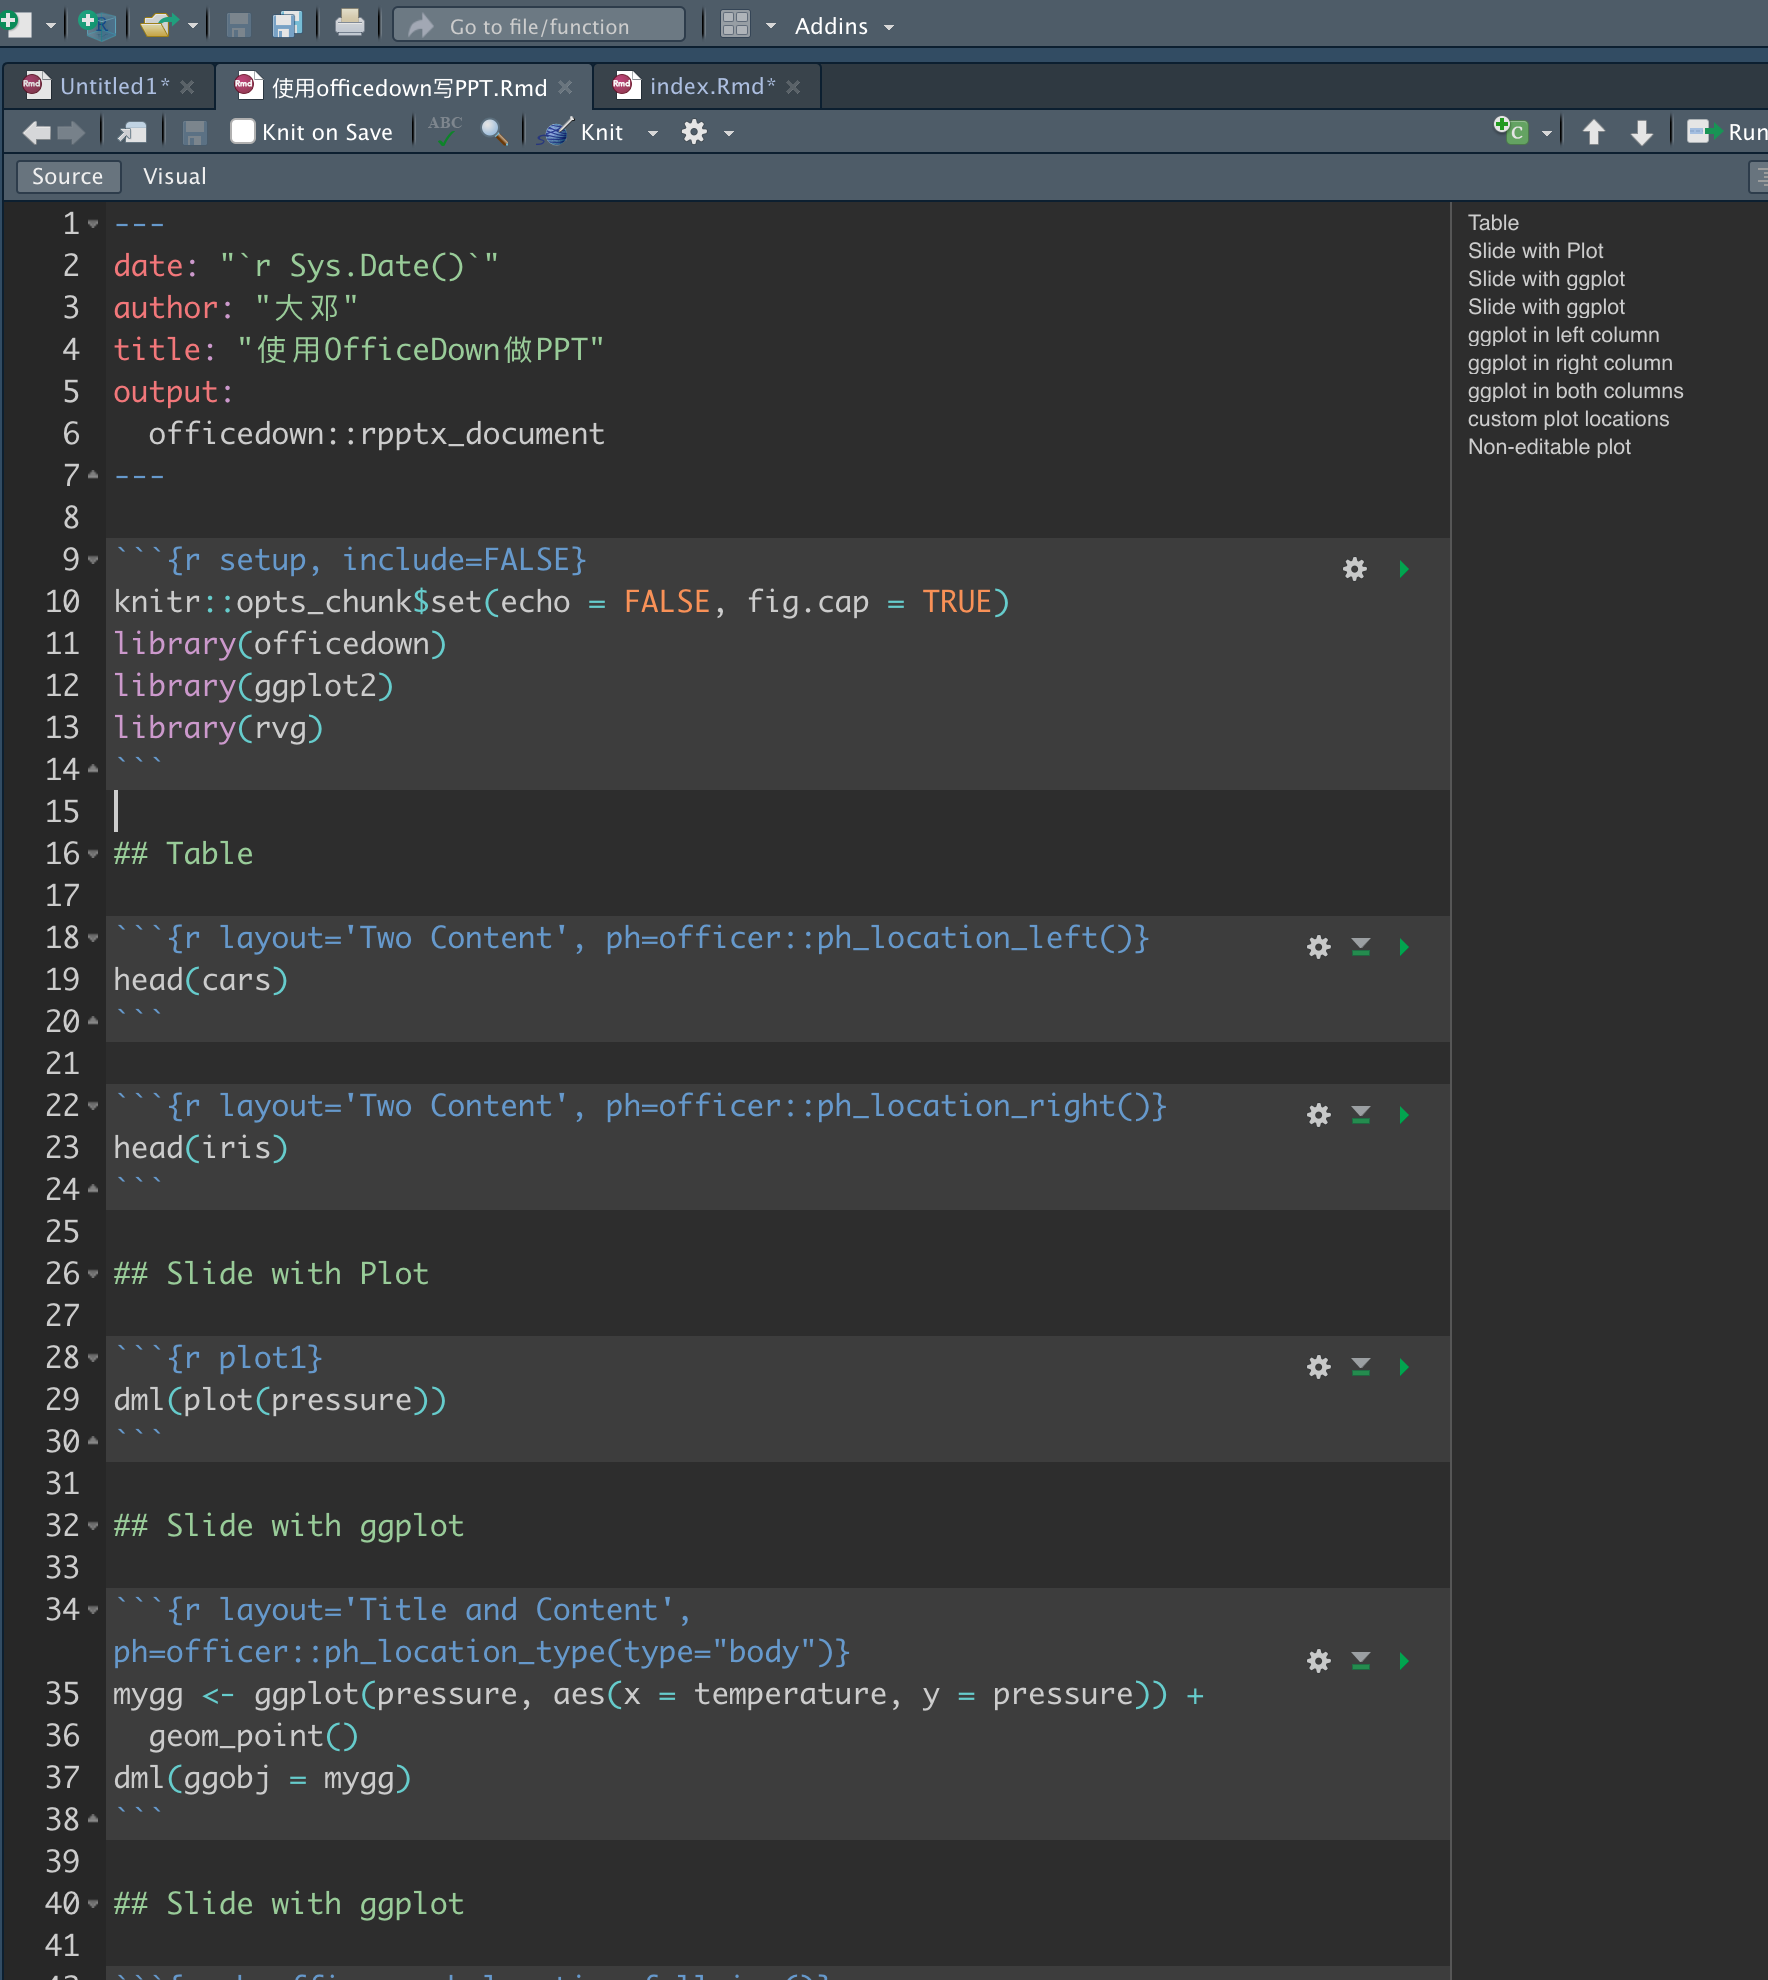 Go to file/function
Addins
Untitled1*
使用officedown写PPT.Rmd
index.Rmd*
Knit on Save
ABC
Knit
Run
Source
Visual
1 ---
2 date: "`r Sys.Date()`"
3 author: "大邓"
4 title: "使用OfficeDown做PPT"
5 output:
6 officedown::rpptx_document
7 ---
8
9 ```{r setup, include=FALSE}
10 knitr::opts_chunk$set(echo = FALSE, fig.cap = TRUE)
11 library(officedown)
12 library(ggplot2)
13 library(rvg)
14 ```
15
16 ## Table
17
18 ```{r layout='Two Content', ph=officer::ph_location_left()}
19 head(cars)
20 ```
21
22 ```{r layout='Two Content', ph=officer::ph_location_right()}
23 head(iris)
24 ```
25
26 ## Slide with Plot
27
28 ```{r plot1}
29 dml(plot(pressure))
30 ```
31
32 ## Slide with ggplot
33
34 ```{r layout='Title and Content',
ph=officer::ph_location_type(type="body")}
35 mygg <- ggplot(pressure, aes(x = temperature, y = pressure)) +
36 geom_point()
37 dml(ggobj = mygg)
38 ```
39
40 ## Slide with ggplot
41
Table
Slide with Plot
Slide with ggplot
Slide with ggplot
ggplot in left column
ggplot in right column
ggplot in both columns
custom plot locations
Non-editable plot